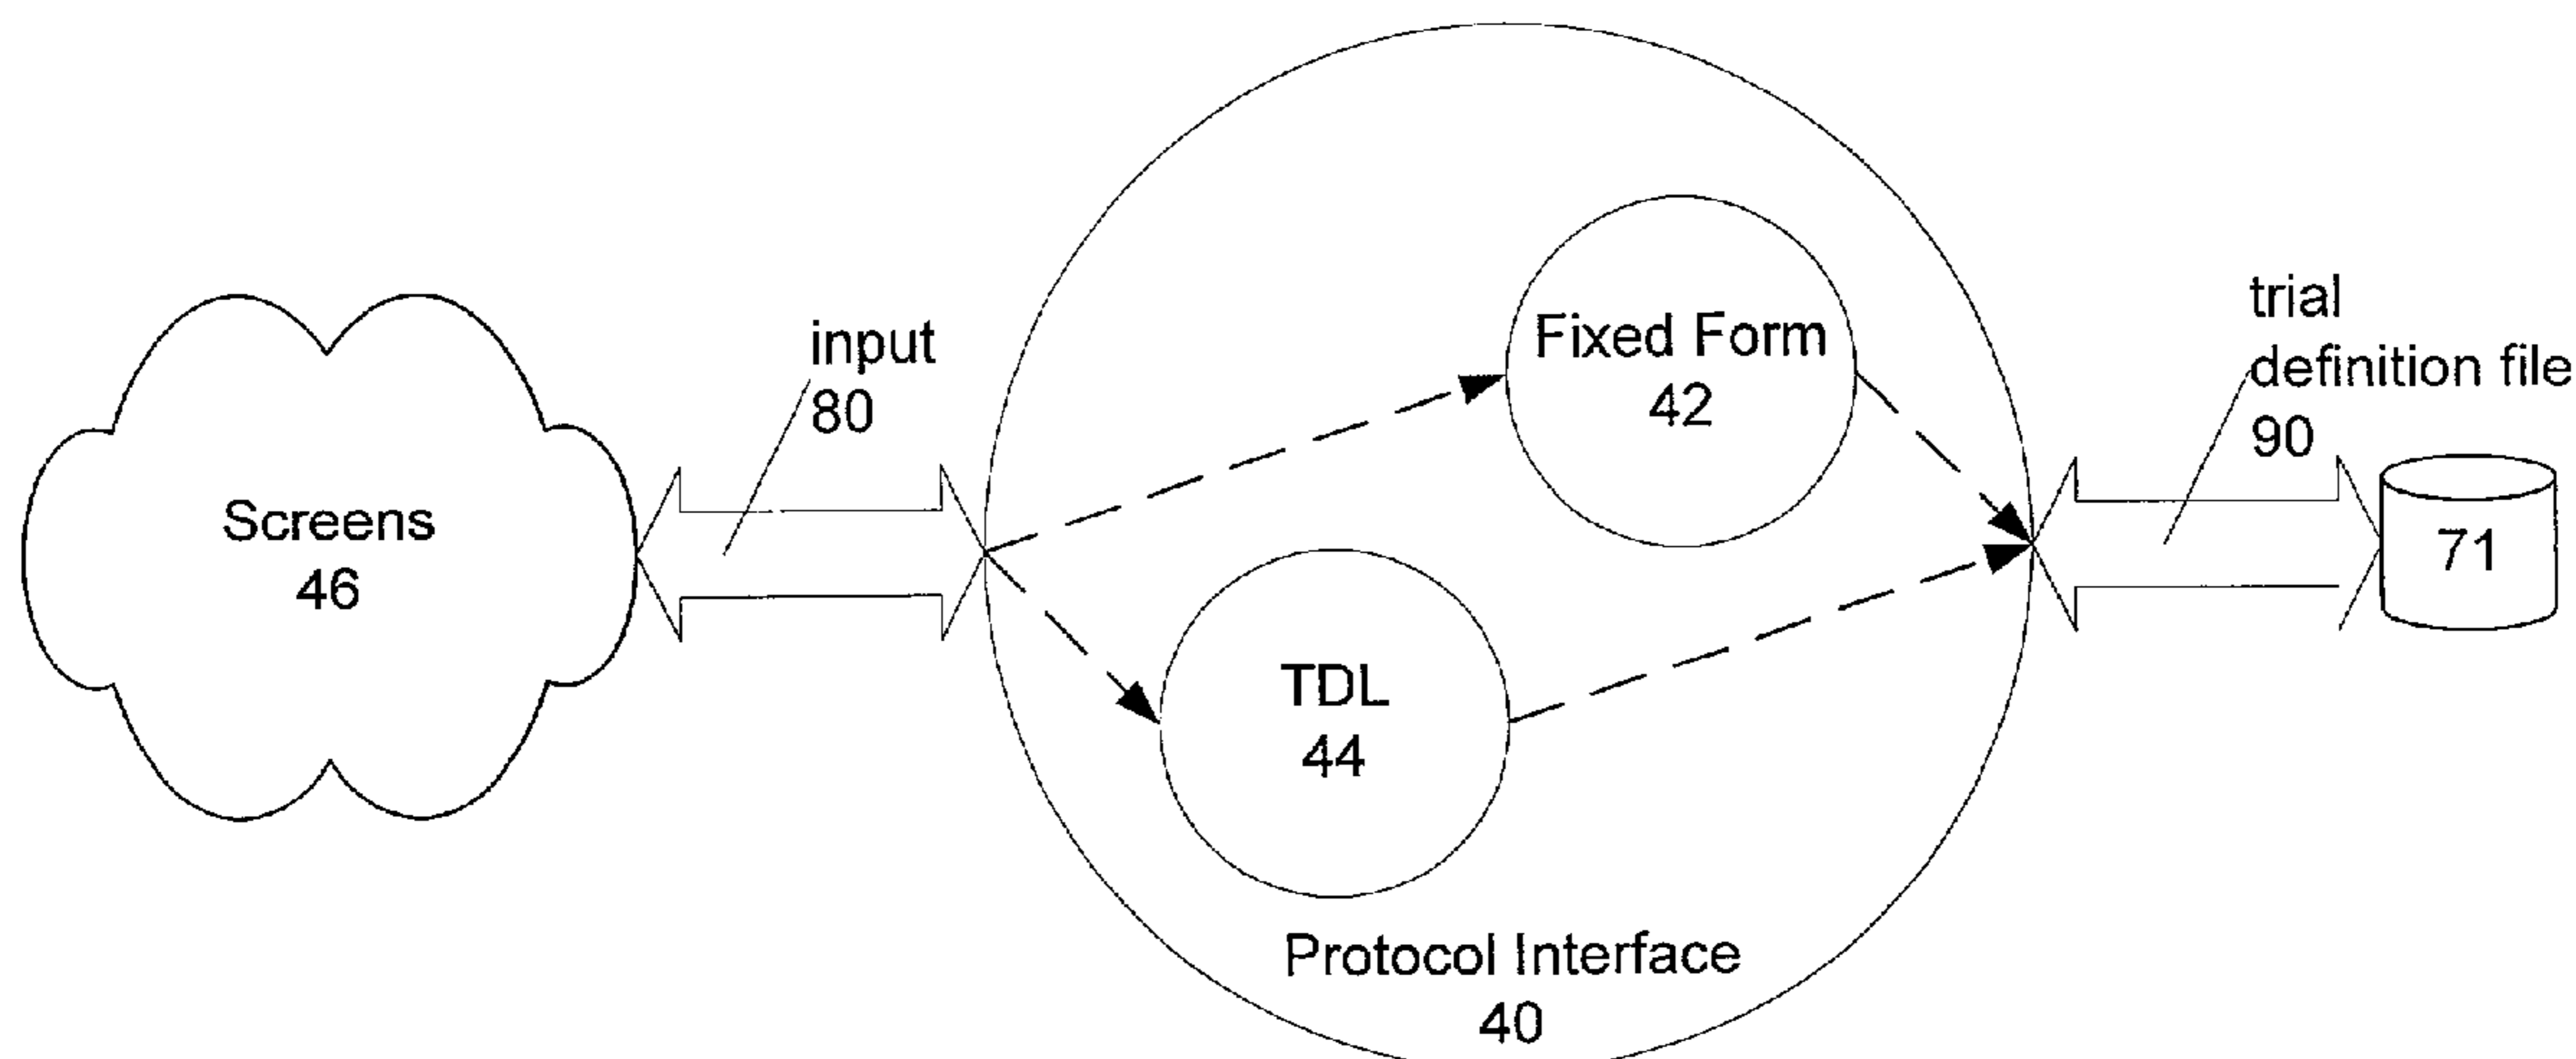 Screens
46
input
80
Fixed Form
42
TDL
44
Protocol Interface
40
trial
definition file
90
71